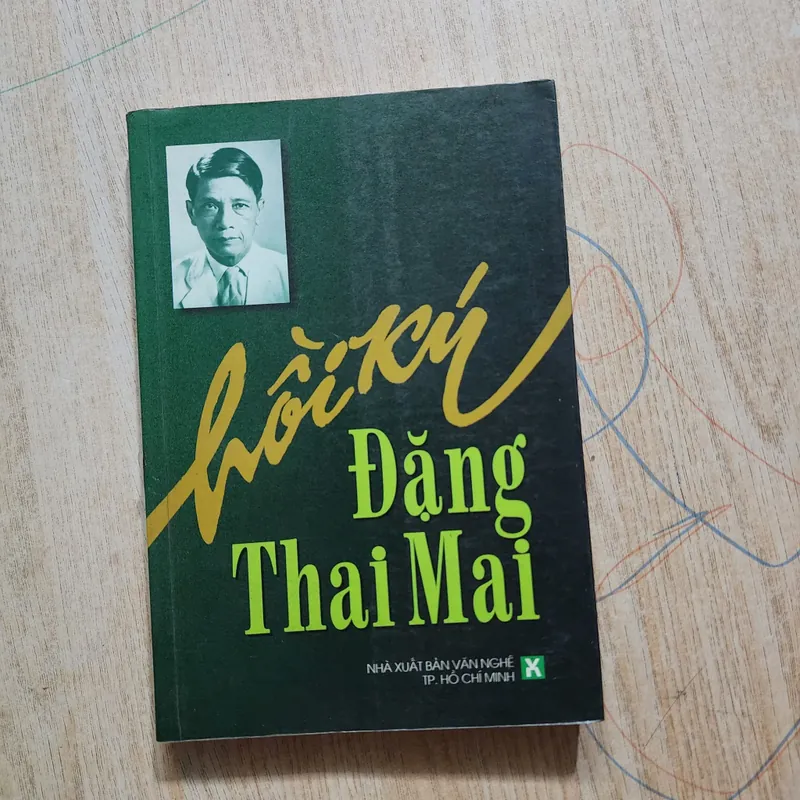 hồi ký
Đặng
Thai Mai
NHÀ XUẤT BẢN VĂN NGHỆ
TP. HỒ CHÍ MINH